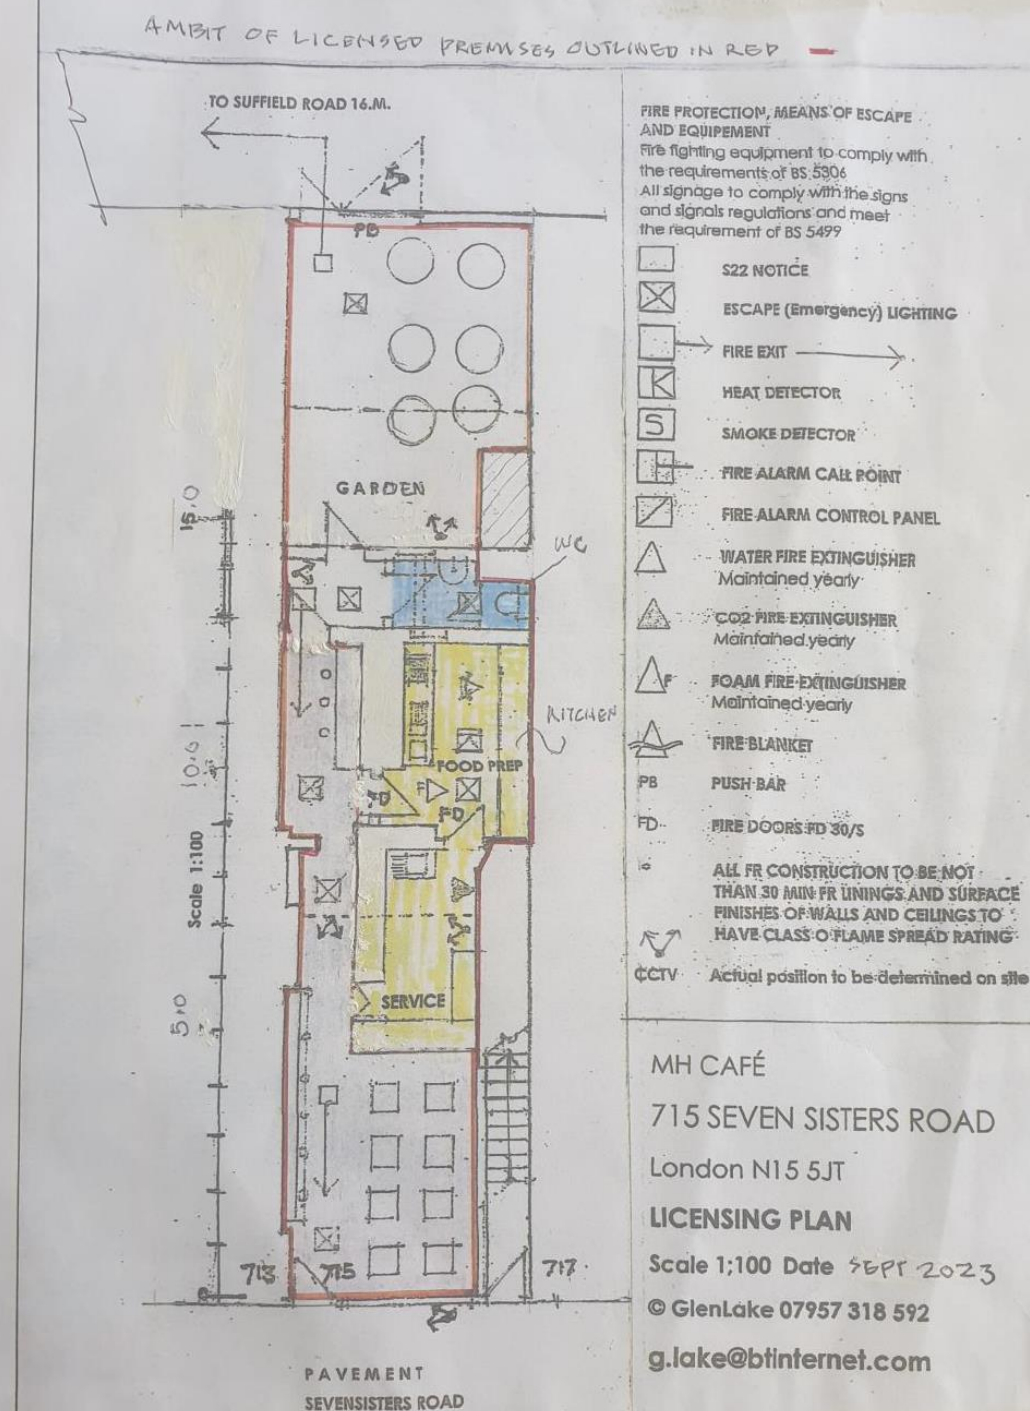 AMBIT OF LICENSED PREMISES OUTLINED IN RED
TO SUFFIELD ROAD 16.M.
PB
GARDEN
WC
KITCHEN
FOOD PREP
FD
F
FD
SERVICE
713
715
717
PAVEMENT
SEVENSISTERS ROAD
15,0
10,0
Scale 1:100
5,0
0
FIRE PROTECTION, MEANS OF ESCAPE
AND EQUIPEMENT
Fire fighting equipment to comply with
the requirements of BS 5306
All signage to comply with the signs
and signals regulations and meet
the requirement of BS 5499
S22 NOTICE
ESCAPE (Emergency) LIGHTING
FIRE EXIT
HEAT DETECTOR
S SMOKE DETECTOR
FIRE ALARM CALL POINT
FIRE ALARM CONTROL PANEL
WATER FIRE EXTINGUISHER
Maintained yearly
CO2 FIRE EXTINGUISHER
Maintained yearly
F FOAM FIRE EXTINGUISHER
Maintained yearly
FIRE BLANKET
PB PUSH BAR
FD FIRE DOORS FD 30/S
ALL FR CONSTRUCTION TO BE NOT
THAN 30 MIN FR LININGS AND SURFACE
FINISHES OF WALLS AND CEILINGS TO
HAVE CLASS O FLAME SPREAD RATING
CCTV Actual position to be determined on site
MH CAFÉ
715 SEVEN SISTERS ROAD
London N15 5JT
LICENSING PLAN
Scale 1;100 Date SEPT 2023
© GlenLake 07957 318 592
g.lake@btinternet.com